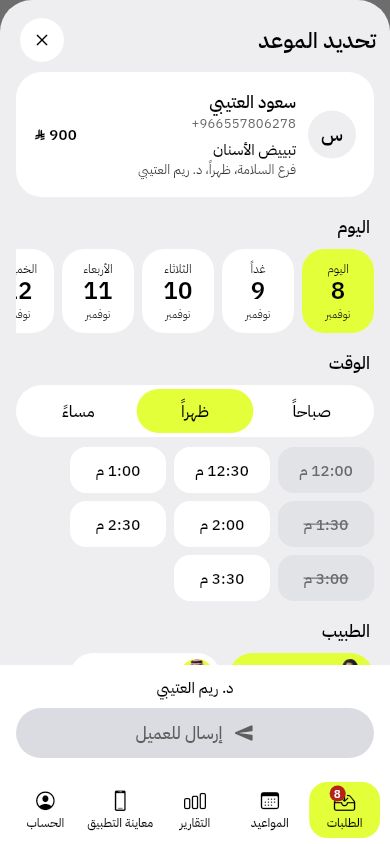 تحديد الموعد
سعود العتيبي
+966557806278
تبييض الأسنان
فرع السلامة، ظهراً، د. ريم العتيبي
900
س
اليوم
اليوم
8
نوفمبر
غداً
9
نوفمبر
الثلاثاء
10
نوفمبر
الأربعاء
11
نوفمبر
الوقت
صباحاً
ظهراً
مساءً
12:00 م
12:30 م
1:00 م
1:30 م
2:00 م
2:30 م
3:00 م
3:30 م
الطبيب
د. ريم العتيبي
إرسال للعميل
8
الطلبات
المواعيد
التقارير
معاينة التطبيق
الحساب